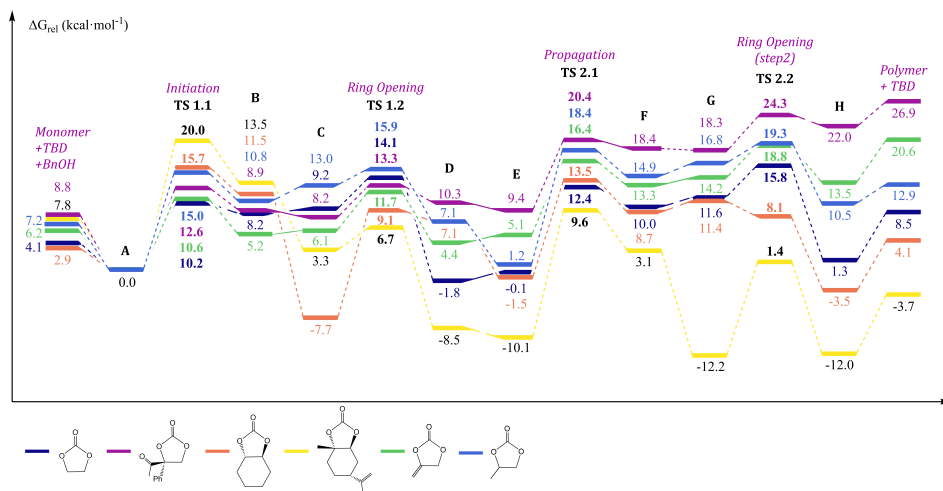 ΔGrel (kcal·mol-1)
Monomer
+TBD
+BnOH
8.8
7.8
7.2
6.2
4.1
2.9
A
0.0
Initiation
TS 1.1
20.0
15.7
15.0
12.6
10.6
10.2
B
13.5
11.5
10.8
8.9
8.2
5.2
C
13.0
9.2
8.2
6.1
3.3
-7.7
Ring Opening
TS 1.2
15.9
14.1
13.3
11.7
9.1
6.7
D
10.3
7.1
7.1
4.4
-1.8
-8.5
E
9.4
5.1
1.2
-0.1
-1.5
-10.1
Propagation
TS 2.1
20.4
18.4
16.4
13.5
12.4
9.6
F
18.4
14.9
13.3
10.0
8.7
3.1
G
18.3
16.8
14.2
11.6
11.4
-12.2
Ring Opening
(step2)
TS 2.2
24.3
19.3
18.8
15.8
8.1
1.4
H
22.0
13.5
10.5
1.3
-3.5
-12.0
Polymer
+ TBD
26.9
20.6
12.9
8.5
4.1
-3.7
O
O O
O
O O
O
Ph
O
O O
O
O O
O
O O
O
O O